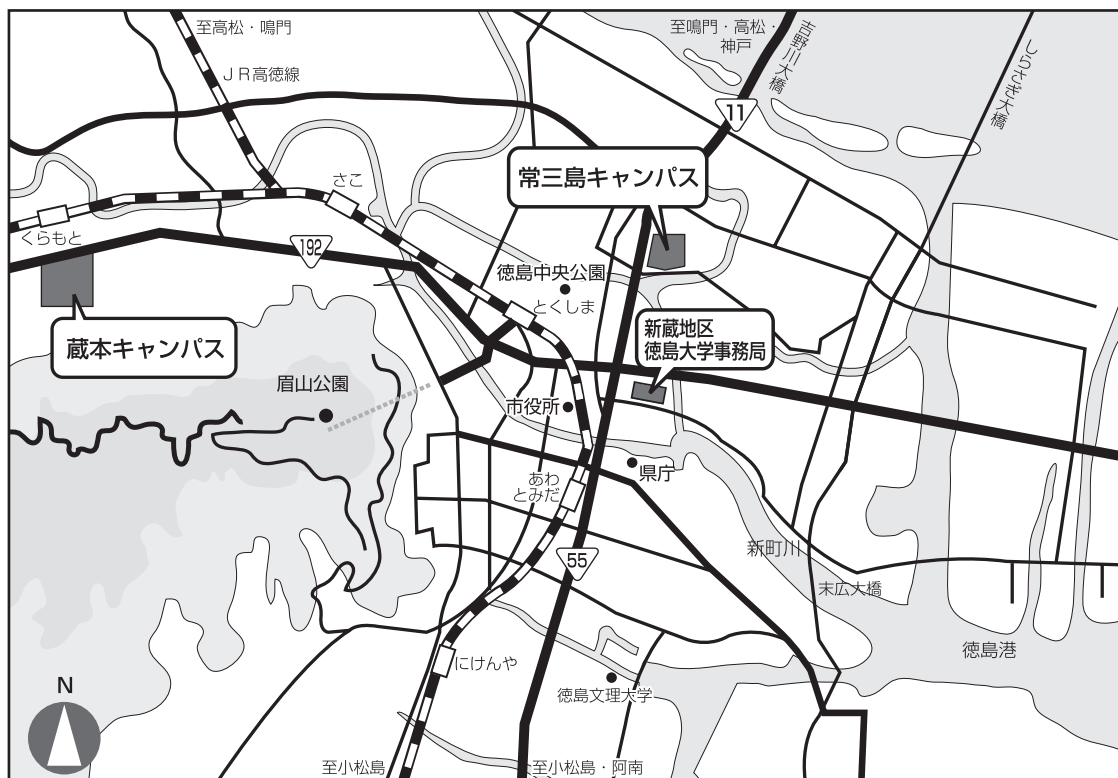 至高松・鳴門
至鳴門・高松・
神戸
吉野川大橋
しらさぎ大橋
JR高徳線
11
常三島キャンパス
さこ
くらもと
192
徳島中央公園
とくしま
蔵本キャンパス
新蔵地区
徳島大学事務局
眉山公園
市役所
県庁
あわ
とみだ
新町川
55
末広大橋
徳島港
にけんや
徳島文理大学
N
至小松島
至小松島・阿南